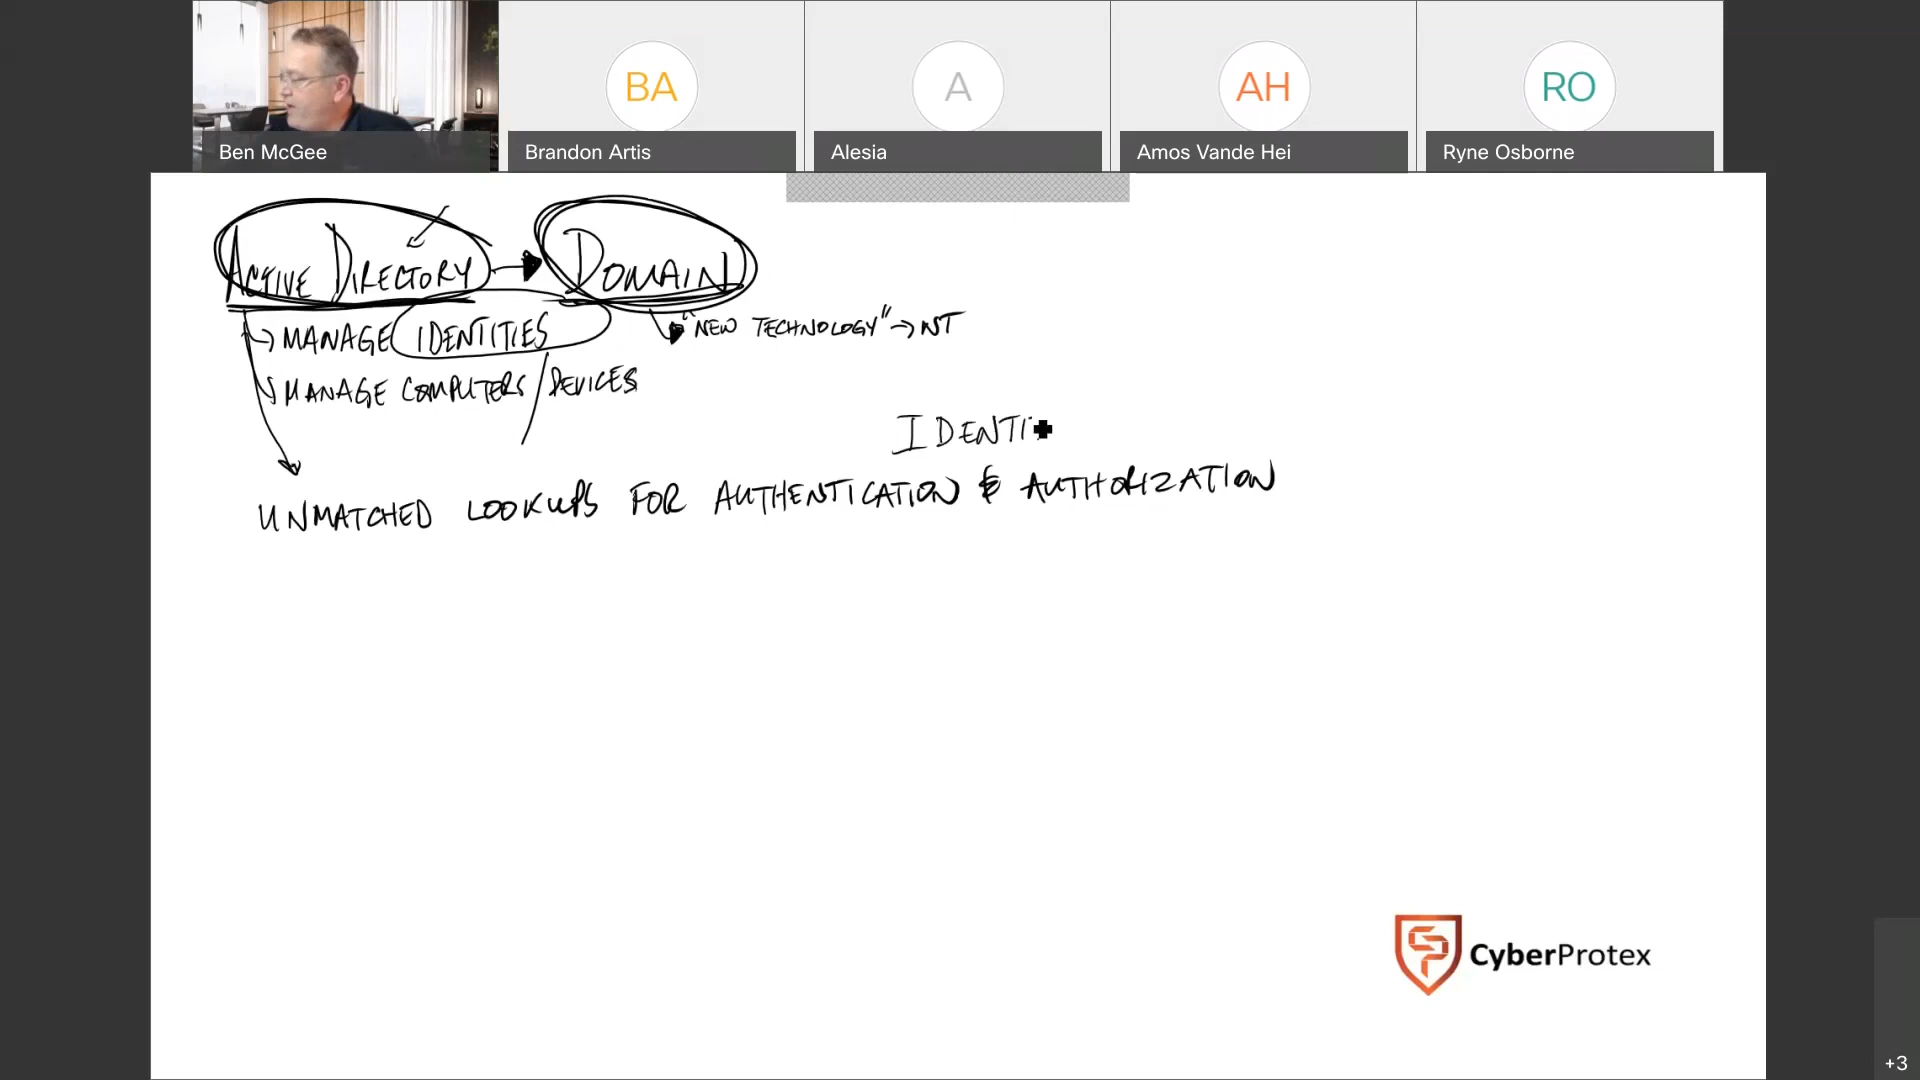 BA
A
AH
RO
Ben McGee
Brandon Artis
Alesia
Amos Vande Hei
Ryne Osborne
ACTIVE DIRECTORY → DOMAIN
→ MANAGE IDENTITIES
"NEW TECHNOLOGY" → NT
→ MANAGE COMPUTERS / DEVICES
IDENTI
UNMATCHED LOOKUPS FOR AUTHENTICATION & AUTHORIZATION
CyberProtex
+3